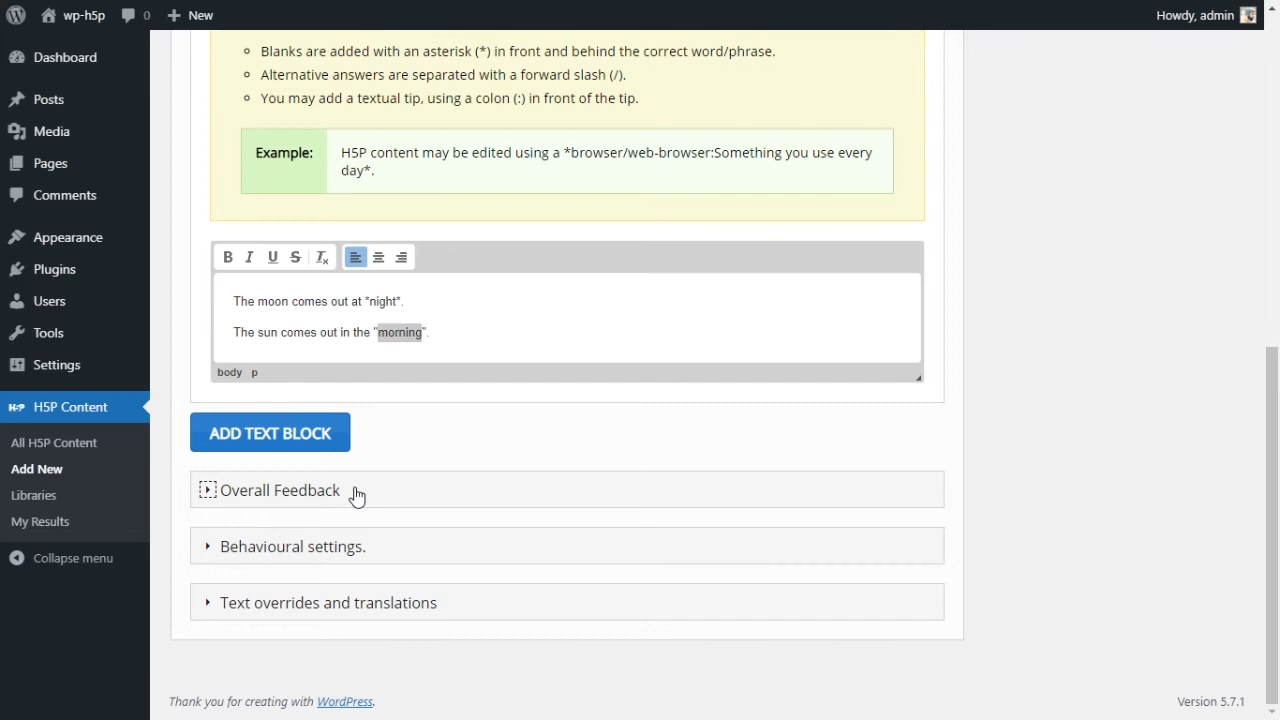 wp-h5p 0 New Howdy, admin
Dashboard
Posts
Media
Pages
Comments
Appearance
Plugins
Users
Tools
Settings
H5P H5P Content
All H5P Content
Add New
Libraries
My Results
Collapse menu
Blanks are added with an asterisk (*) in front and behind the correct word/phrase.
Alternative answers are separated with a forward slash (/).
You may add a textual tip, using a colon (:) in front of the tip.
Example: H5P content may be edited using a *browser/web-browser:Something you use every
day*.
B I U S Tx
The moon comes out at *night*.
The sun comes out in the "morning".
body p
ADD TEXT BLOCK
Overall Feedback
Behavioural settings.
Text overrides and translations
Thank you for creating with WordPress. Version 5.7.1